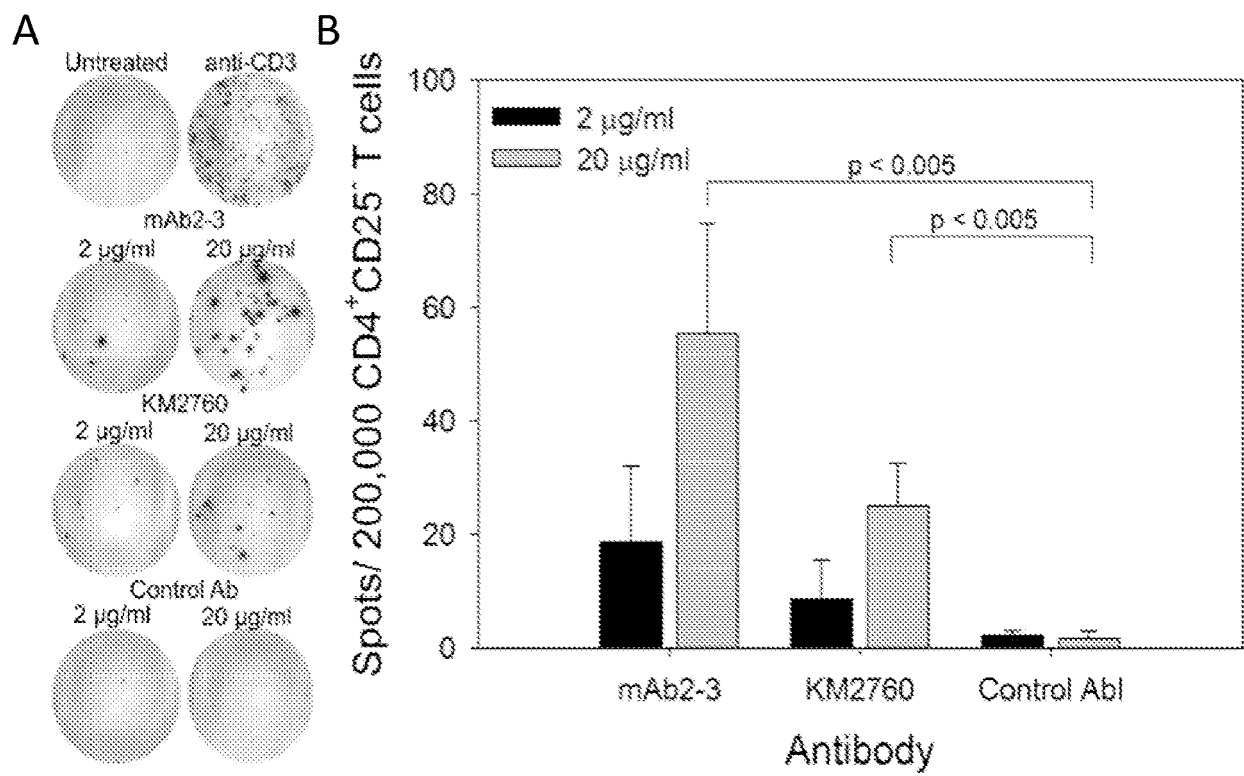 A
B
Untreated anti-CD3
mAb2-3
2 µg/ml 20 µg/ml
KM2760
2 µg/ml 20 µg/ml
Control Ab
2 µg/ml 20 µg/ml
Spots/ 200,000 CD4⁺CD25⁻ T cells
100
80
60
40
20
0
2 µg/ml
20 µg/ml
p < 0.005
p < 0.005
mAb2-3 KM2760 Control AbI
Antibody